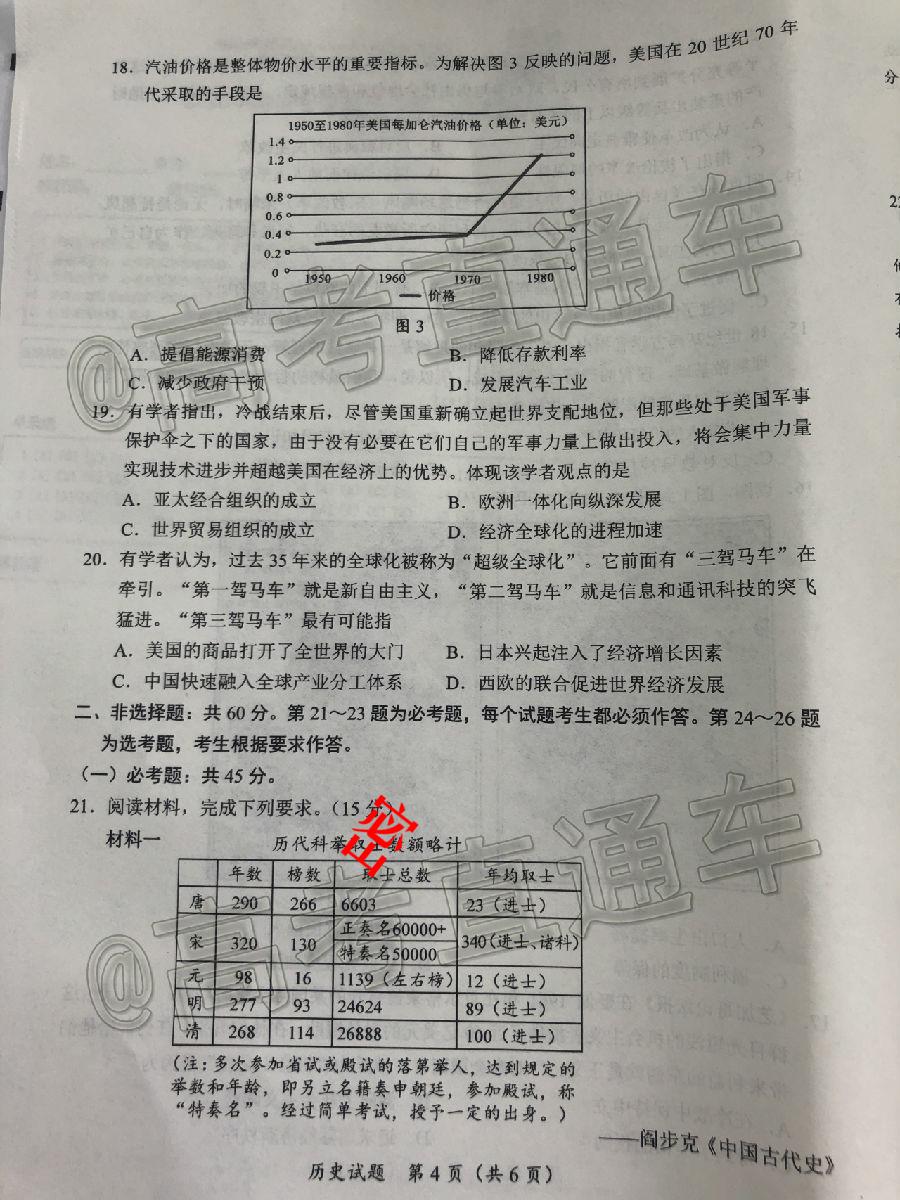 18．汽油价格是整体物价水平的重要指标。为解决图 3 反映的问题，美国在 20 世纪 70 年
代采取的手段是
1950至1980年美国每加仑汽油价格（单位：美元）
1.4
1.2
1
0.8
0.6
0.4
0.2
0
1950 1960 1970 1980
价格
图 3
A．提倡能源消费 B．降低存款利率
C．减少政府干预 D．发展汽车工业
19．有学者指出，冷战结束后，尽管美国重新确立起世界支配地位，但那些处于美国军事
保护伞之下的国家，由于没有必要在它们自己的军事力量上做出投入，将会集中力量
实现技术进步并超越美国在经济上的优势。体现该学者观点的是
A．亚太经合组织的成立 B．欧洲一体化向纵深发展
C．世界贸易组织的成立 D．经济全球化的进程加速
20．有学者认为，过去 35 年来的全球化被称为“超级全球化”。它前面有“三驾马车”在
牵引。“第一驾马车”就是新自由主义，“第二驾马车”就是信息和通讯科技的突飞
猛进。“第三驾马车”最有可能指
A．美国的商品打开了全世界的大门 B．日本兴起注入了经济增长因素
C．中国快速融入全球产业分工体系 D．西欧的联合促进世界经济发展
二、非选择题：共 60 分。第 21～23 题为必考题，每个试题考生都必须作答。第 24～26 题
为选考题，考生根据要求作答。
（一）必考题：共 45 分。
21．阅读材料，完成下列要求。（15 分）
材料一 历代科举取士数额略计
年数 榜数 取士总数 年均取士
唐 290 266 6603 23（进士）
宋 320 130 正奏名60000+ 340（进士、诸科）
特奏名50000
元 98 16 1139（左右榜） 12（进士）
明 277 93 24624 89（进士）
清 268 114 26888 100（进士）
（注：多次参加省试或殿试的落第举人，达到规定的
举数和年龄，即另立名籍奏申朝廷，参加殿试，称
“特奏名”。经过简单考试，授予一定的出身。）
——阎步克《中国古代史》
历史试题 第 4 页（共 6 页）
@高考直通车
@高考直通车
密
分